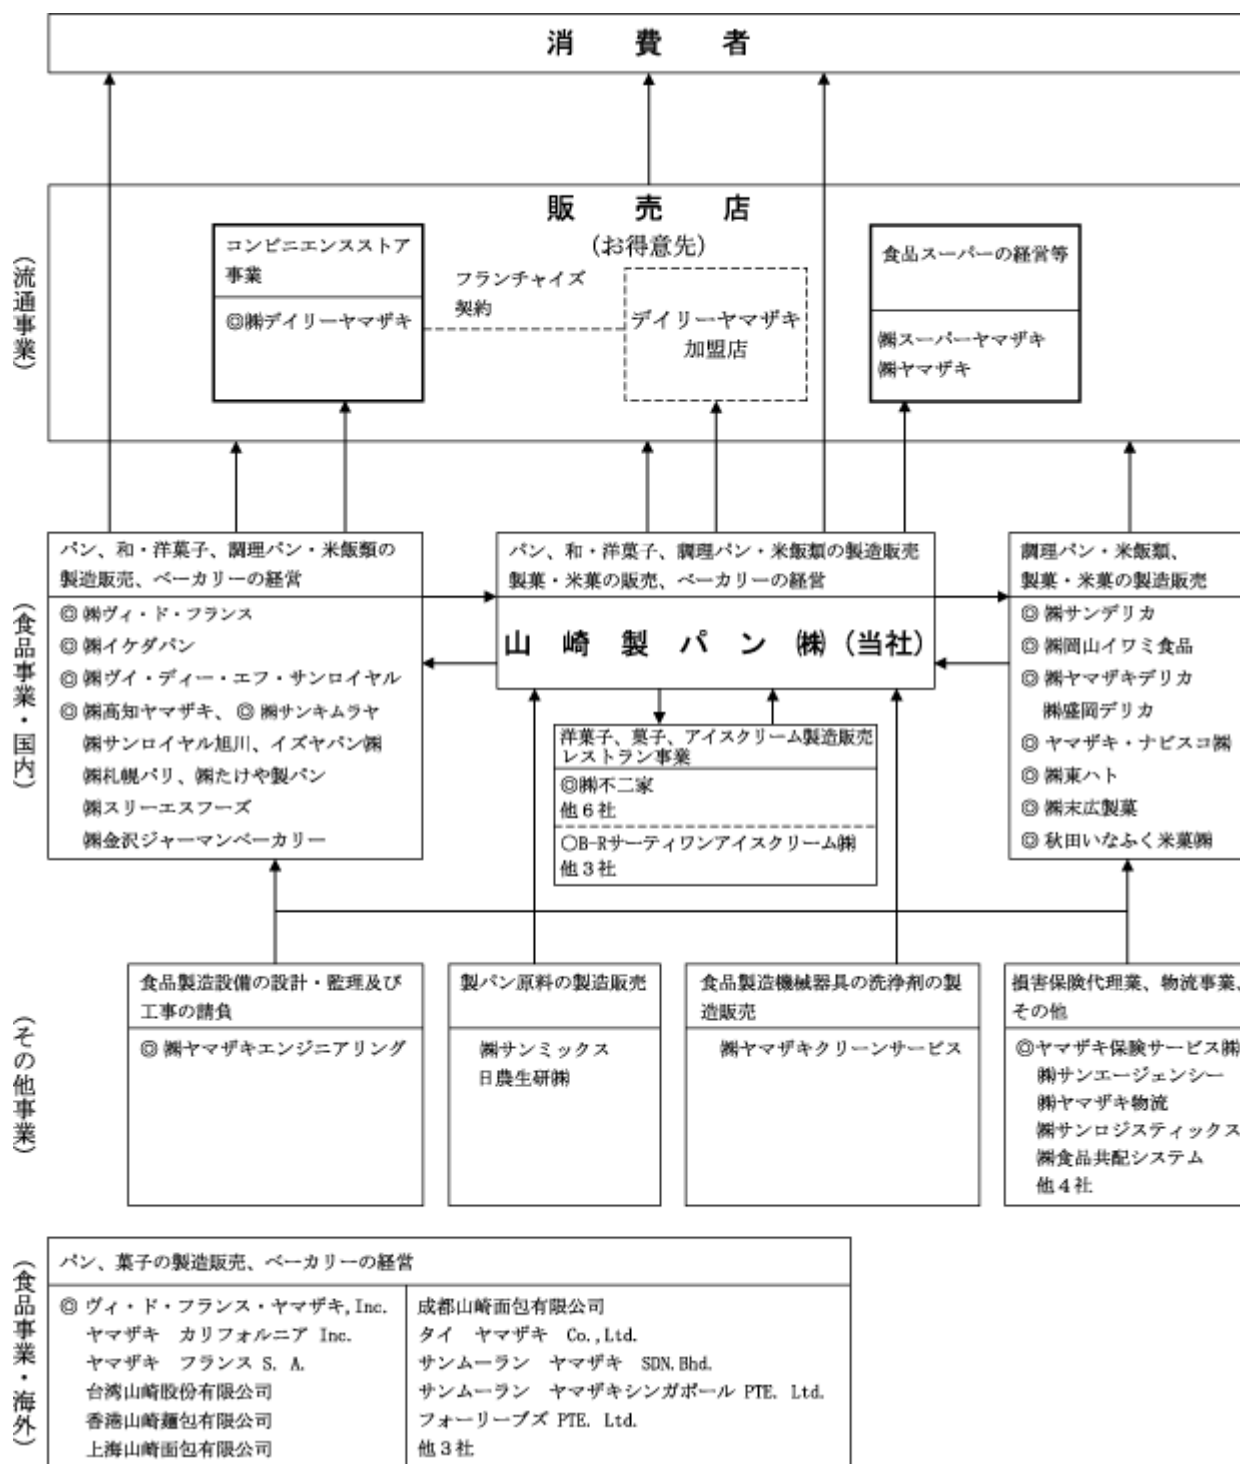 消費者
(流通事業)
販売店
(お得意先)
コンビニエンスストア
事業
◎㈱デイリーヤマザキ
フランチャイズ
契約
デイリーヤマザキ
加盟店
食品スーパーの経営等
㈱スーパーヤマザキ
㈱ヤマザキ
(食品事業・国内)
パン、和・洋菓子、調理パン・米飯類の
製造販売、ベーカリーの経営
◎ ㈱ヴィ・ド・フランス
◎ ㈱イケダパン
◎ ㈱ヴイ・ディー・エフ・サンロイヤル
◎ ㈱高知ヤマザキ、◎ ㈱サンキムラヤ
㈱サンロイヤル旭川、イズヤパン㈱
㈱札幌パリ、㈱たけや製パン
㈱スリーエスフーズ
㈱金沢ジャーマンベーカリー
パン、和・洋菓子、調理パン・米飯類の製造販売
製菓・米菓の販売、ベーカリーの経営
山崎製パン㈱(当社)
洋菓子、菓子、アイスクリーム製造販売
レストラン事業
◎㈱不二家
他6社
○B-Rサーティワンアイスクリーム㈱
他3社
調理パン・米飯類、
製菓・米菓の製造販売
◎ ㈱サンデリカ
◎ ㈱岡山イワミ食品
◎ ㈱ヤマザキデリカ
㈱盛岡デリカ
◎ ヤマザキ・ナビスコ㈱
◎ ㈱東ハト
◎ ㈱末広製菓
◎ 秋田いなふく米菓㈱
(その他事業)
食品製造設備の設計・監理及び
工事の請負
◎ ㈱ヤマザキエンジニアリング
製パン原料の製造販売
㈱サンミックス
日農生研㈱
食品製造機械器具の洗浄剤の製
造販売
㈱ヤマザキクリーンサービス
損害保険代理業、物流事業、
その他
◎ヤマザキ保険サービス㈱
㈱サンエージェンシー
㈱ヤマザキ物流
㈱サンロジスティックス
㈱食品共配システム
他4社
(食品事業・海外)
パン、菓子の製造販売、ベーカリーの経営
◎ ヴィ・ド・フランス・ヤマザキ,Inc.
ヤマザキ カリフォルニア Inc.
ヤマザキ フランス S. A.
台湾山崎股份有限公司
香港山崎麵包有限公司
上海山崎面包有限公司
成都山崎面包有限公司
タイ ヤマザキ Co.,Ltd.
サンムーラン ヤマザキ SDN.Bhd.
サンムーラン ヤマザキシンガポール PTE. Ltd.
フォーリーブズ PTE. Ltd.
他3社